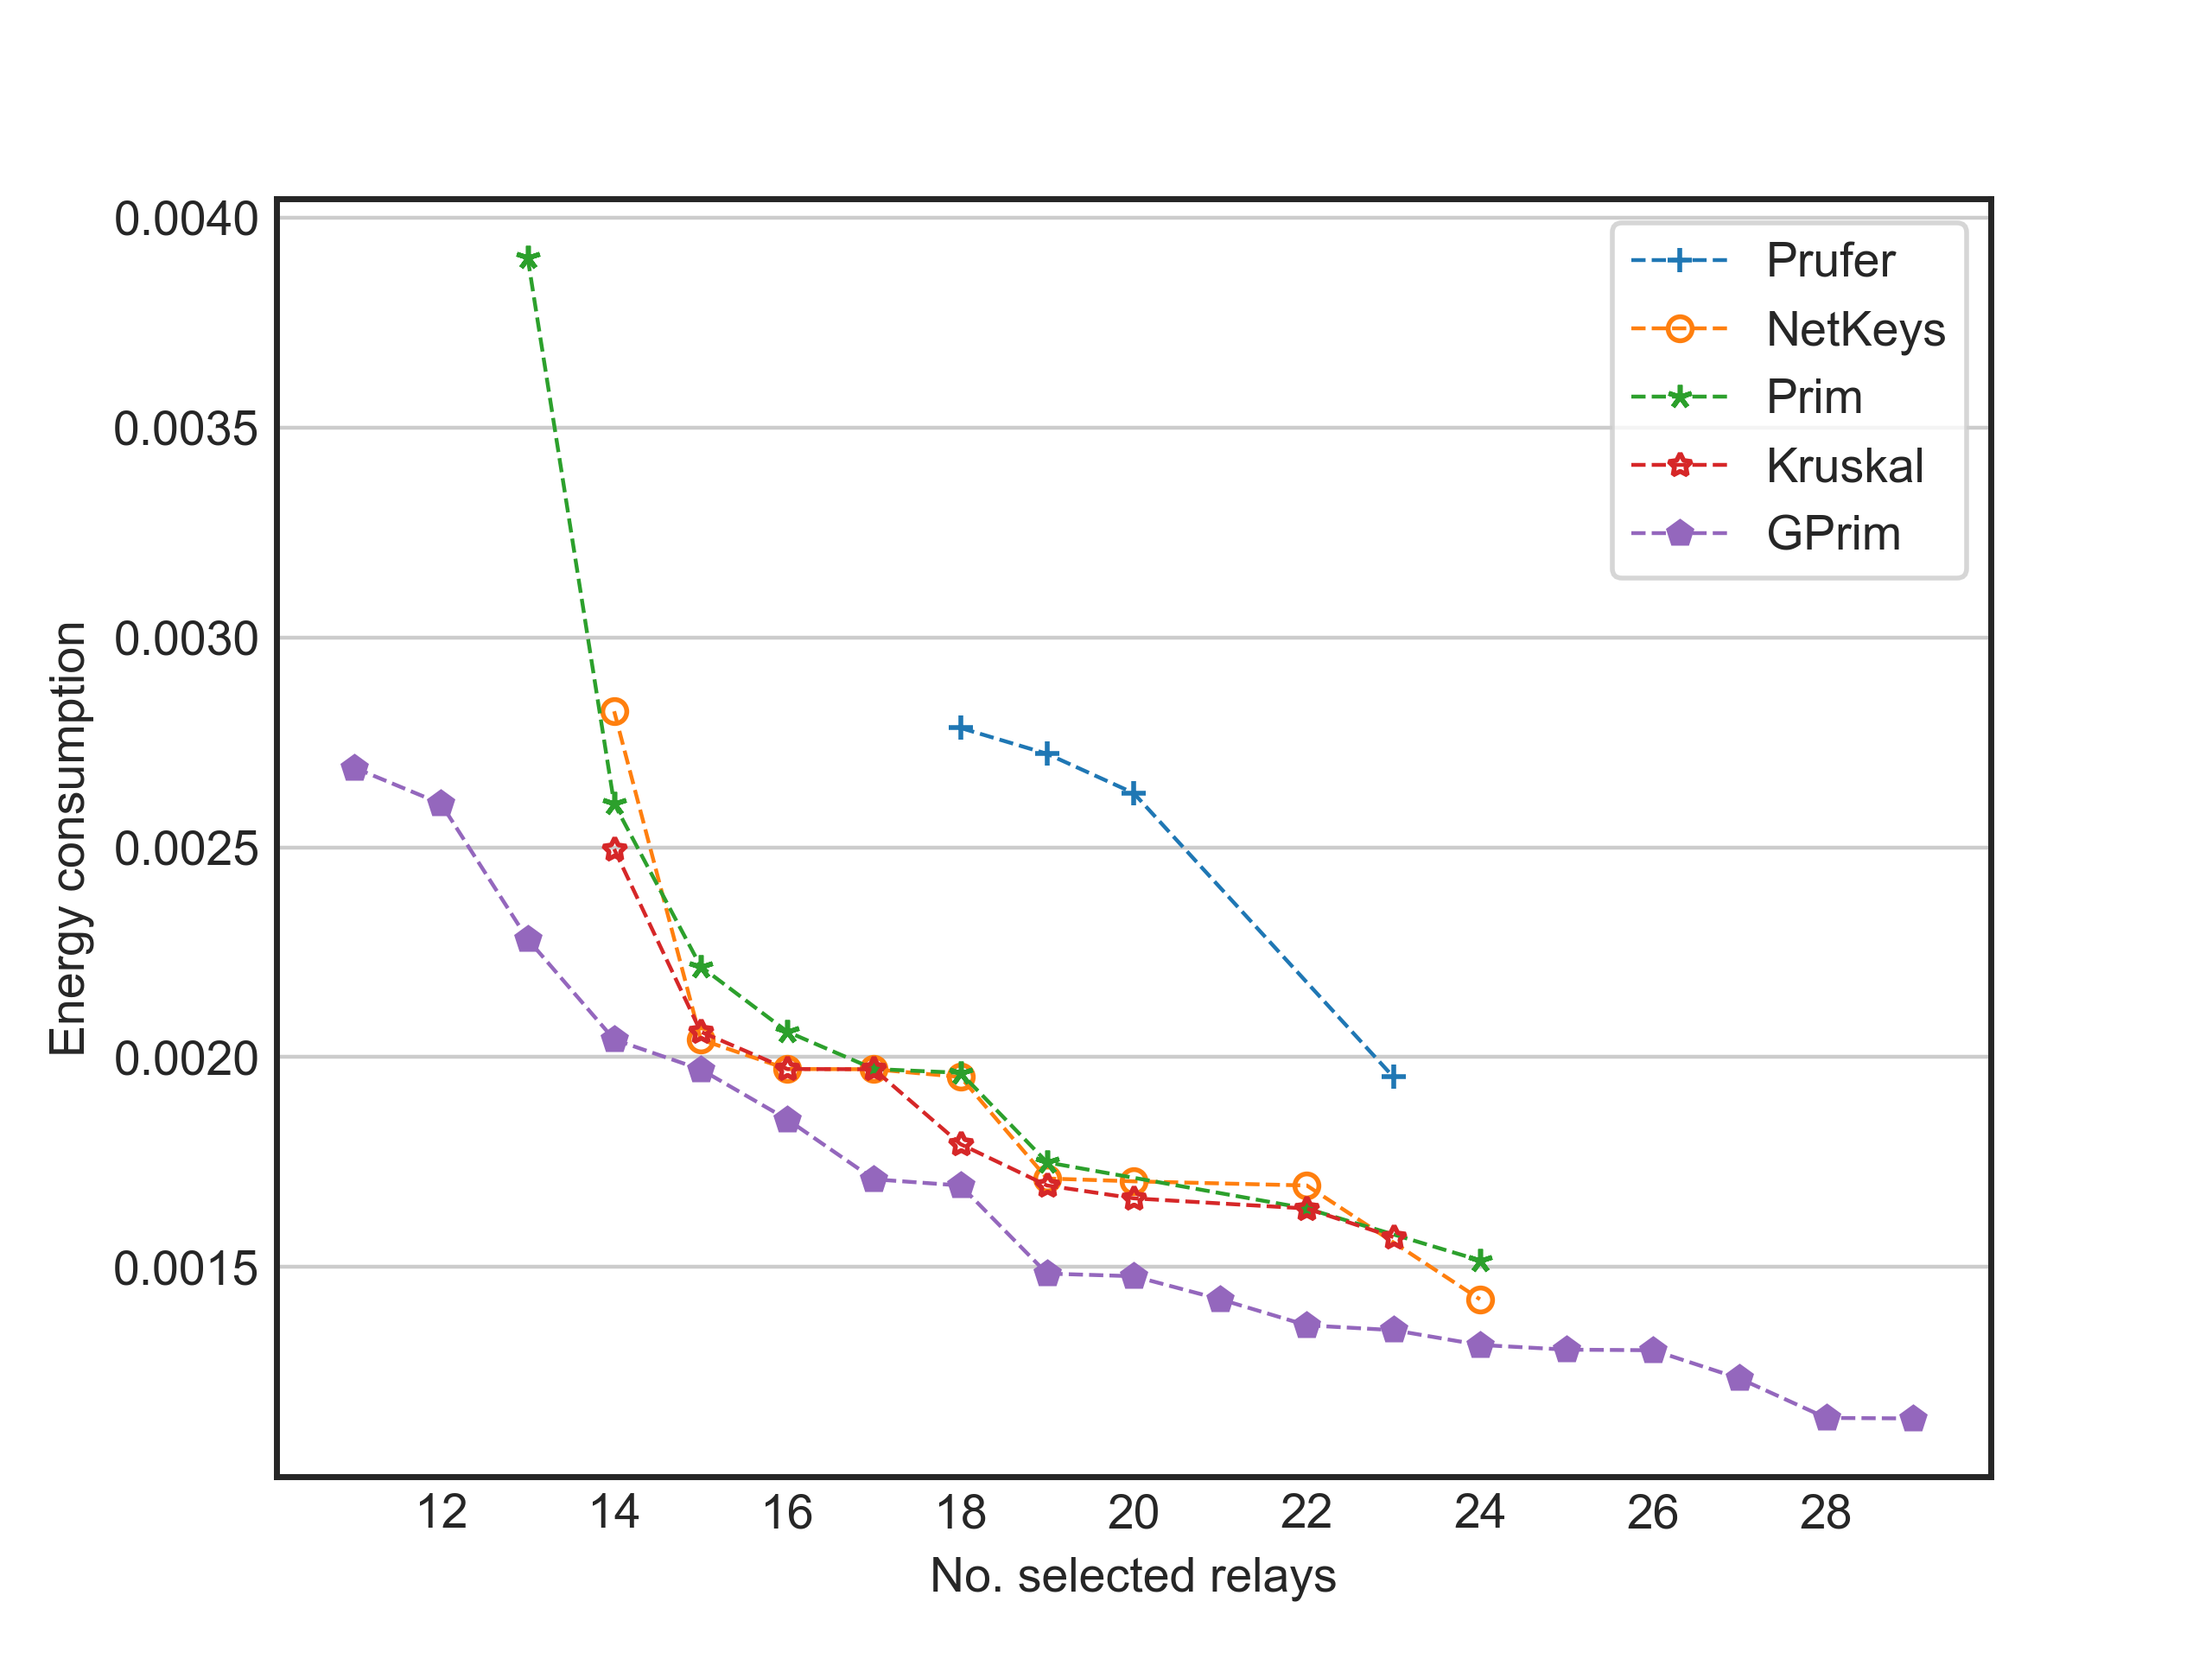 0.0040
0.0035
0.0030
0.0025
0.0020
0.0015
Energy consumption
Prufer
NetKeys
Prim
Kruskal
GPrim
12 14 16 18 20 22 24 26 28
No. selected relays